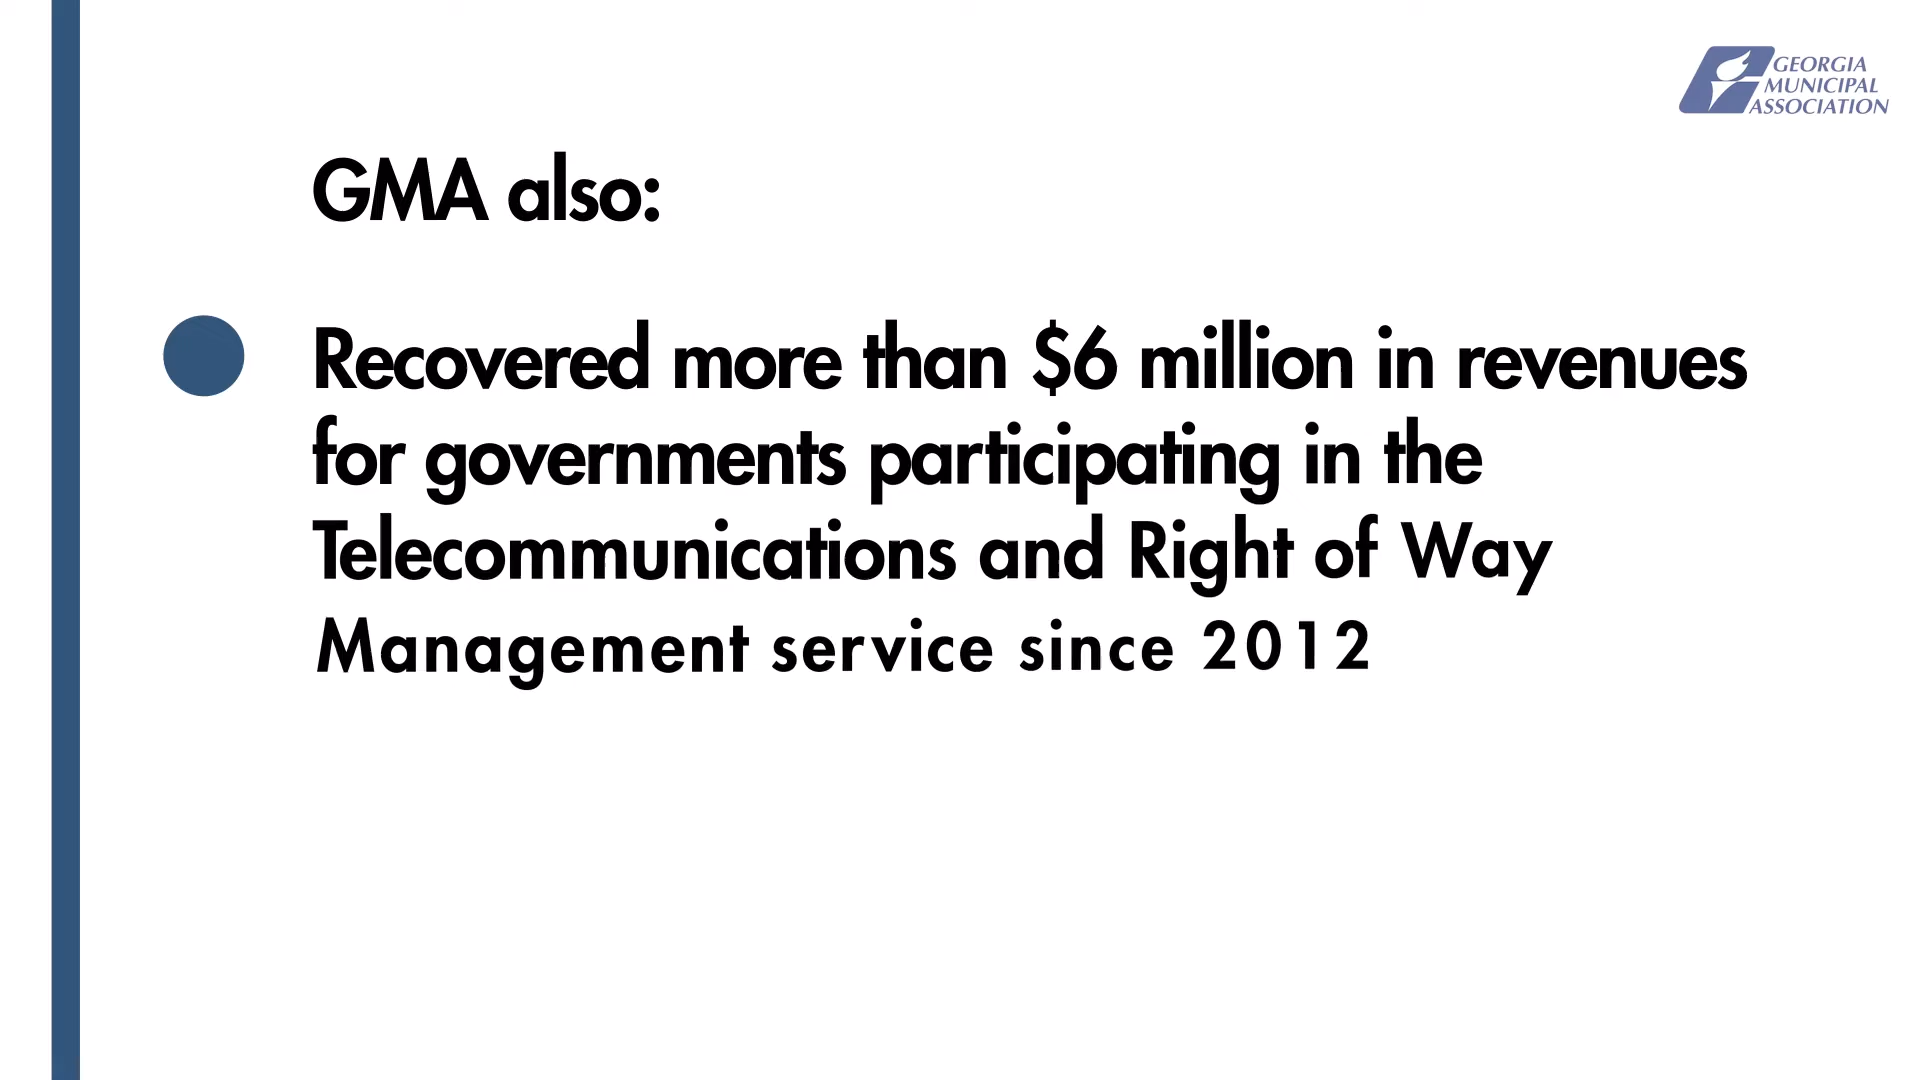 GEORGIA
MUNICIPAL
ASSOCIATION
GMA also:
Recovered more than $6 million in revenues
for governments participating in the
Telecommunications and Right of Way
Management service since 2012